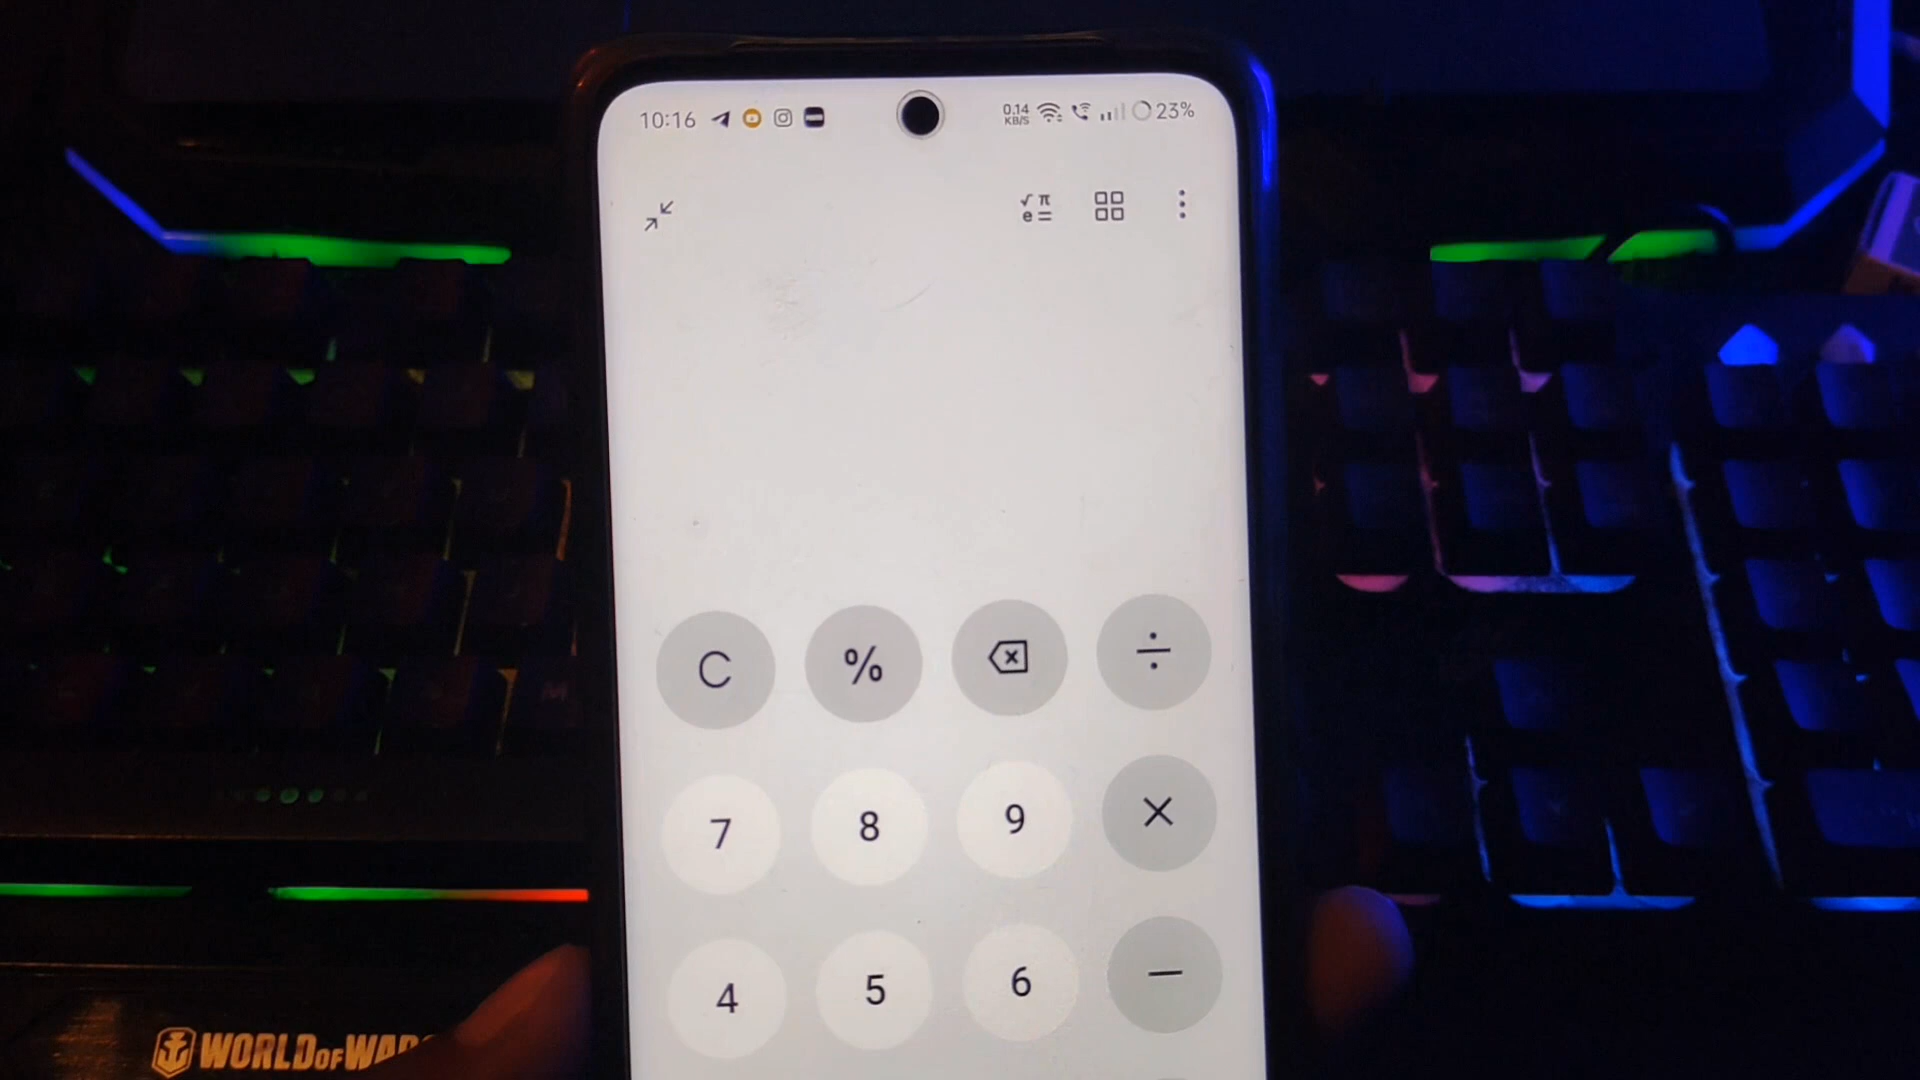 10:16 0.14 KB/S 23%
√ π
e =
C % ÷
7 8 9 ×
4 5 6 −
WORLD OF WAR